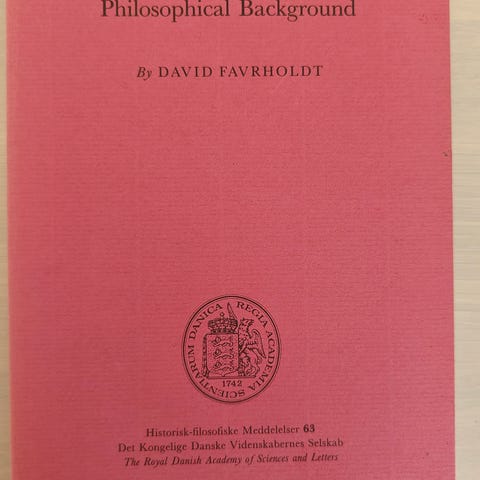 Philosophical Background
By DAVID FAVRHOLDT
REGIA ACADEMIA SCIENTIARUM DANICA
1742
Historisk-filosofiske Meddelelser 63
Det Kongelige Danske Videnskabernes Selskab
The Royal Danish Academy of Sciences and Letters